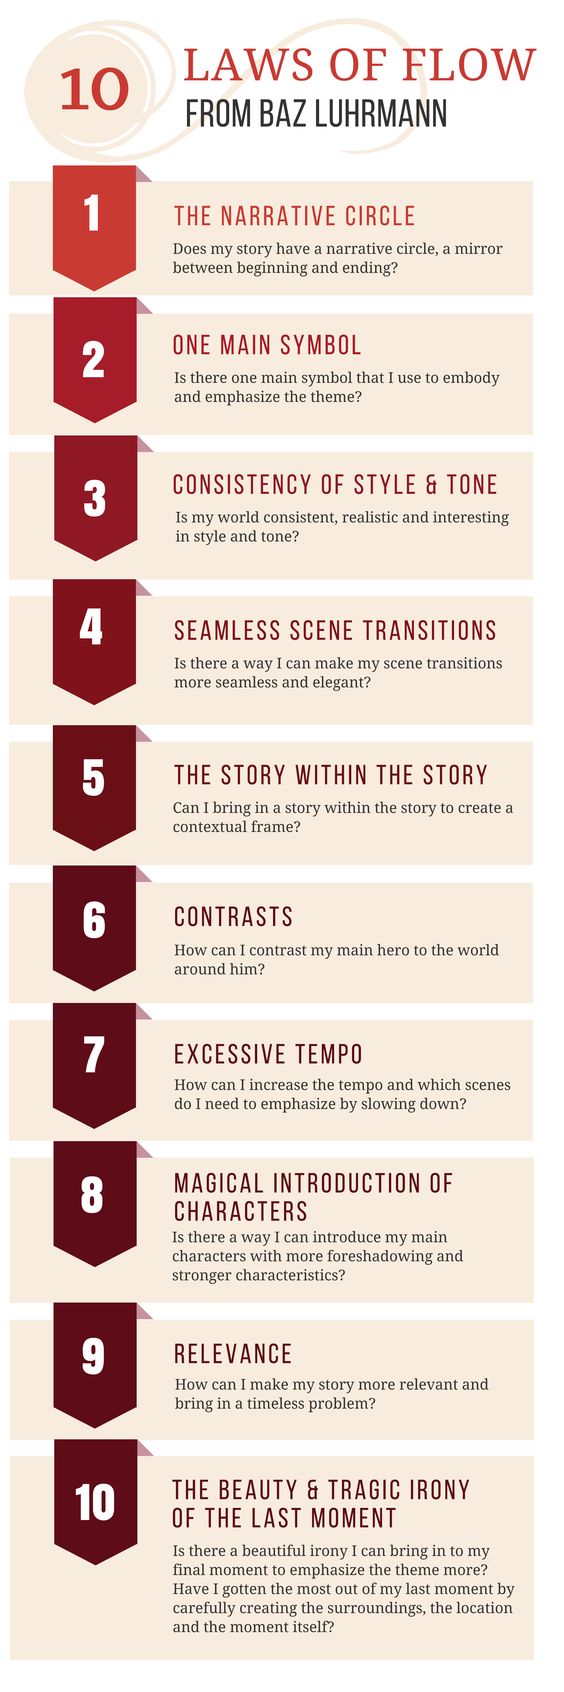 10
LAWS OF FLOW
FROM BAZ LUHRMANN
1
THE NARRATIVE CIRCLE
Does my story have a narrative circle, a mirror
between beginning and ending?
2
ONE MAIN SYMBOL
Is there one main symbol that I use to embody
and emphasize the theme?
3
CONSISTENCY OF STYLE & TONE
Is my world consistent, realistic and interesting
in style and tone?
4
SEAMLESS SCENE TRANSITIONS
Is there a way I can make my scene transitions
more seamless and elegant?
5
THE STORY WITHIN THE STORY
Can I bring in a story within the story to create a
contextual frame?
6
CONTRASTS
How can I contrast my main hero to the world
around him?
7
EXCESSIVE TEMPO
How can I increase the tempo and which scenes
do I need to emphasize by slowing down?
8
MAGICAL INTRODUCTION OF
CHARACTERS
Is there a way I can introduce my main
characters with more foreshadowing and
stronger characteristics?
9
RELEVANCE
How can I make my story more relevant and
bring in a timeless problem?
10
THE BEAUTY & TRAGIC IRONY
OF THE LAST MOMENT
Is there a beautiful irony I can bring in to my
final moment to emphasize the theme more?
Have I gotten the most out of my last moment by
carefully creating the surroundings, the location
and the moment itself?